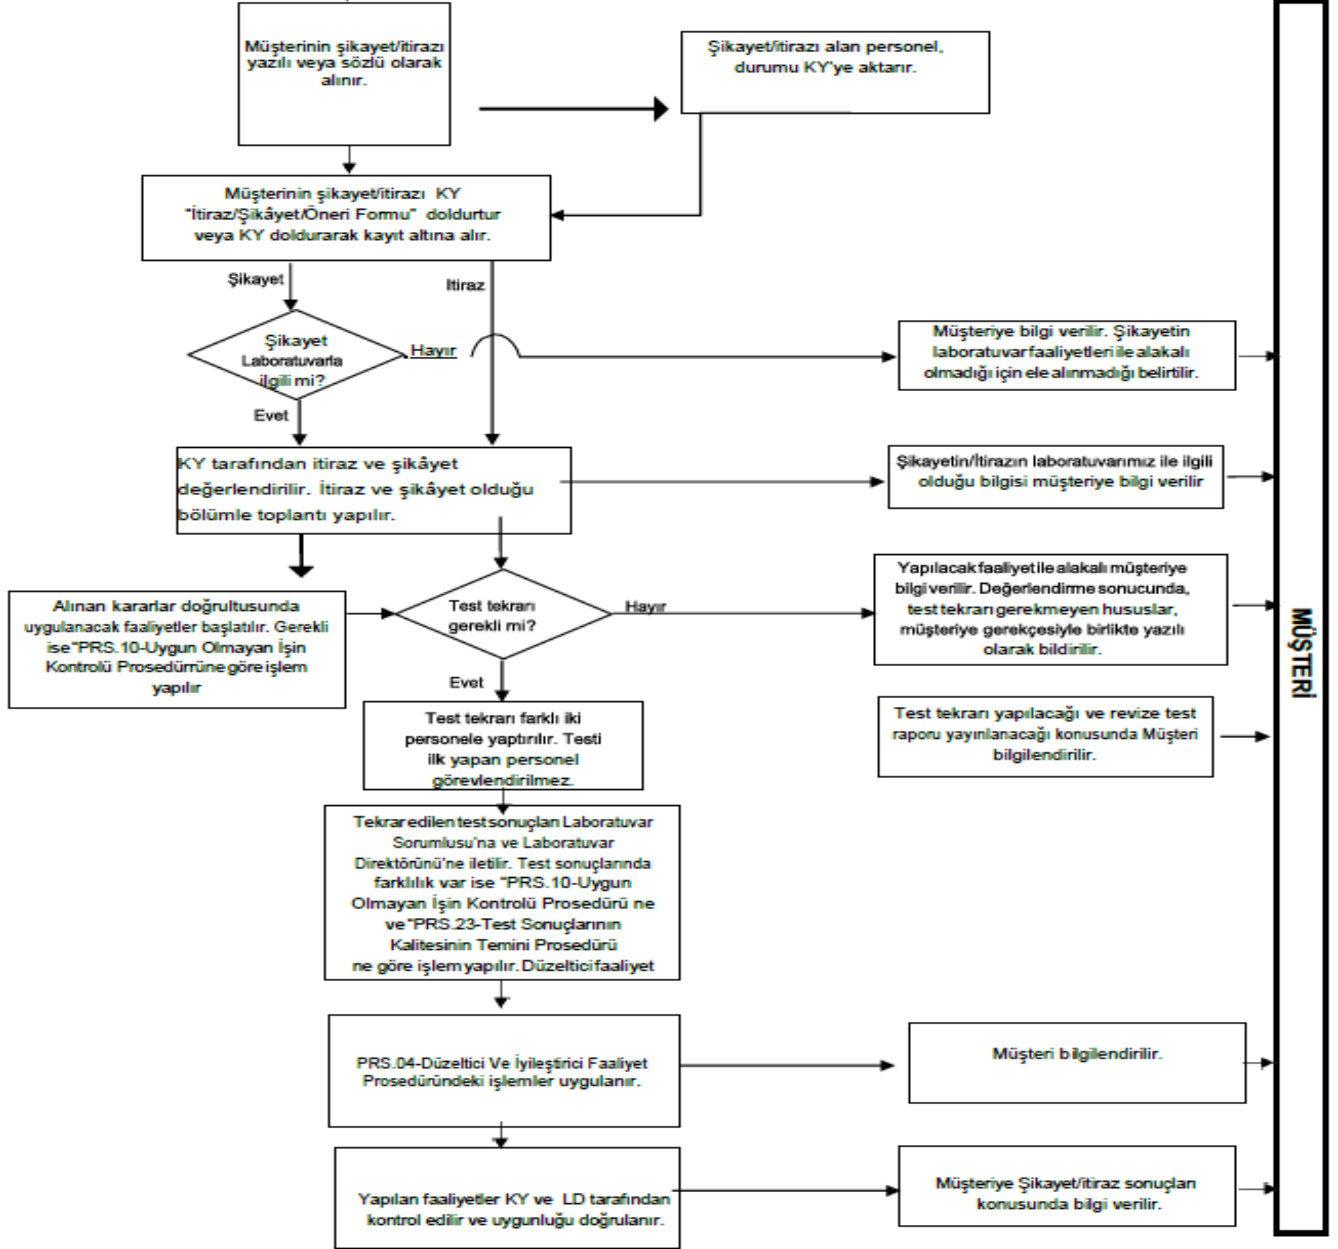 Müşterinin şikayet/itirazı
yazılı veya sözlü olarak
alınır.
Şikayet/itirazı alan personel,
durumu KY'ye aktarır.
Müşterinin şikayet/itirazı KY
"İtiraz/Şikâyet/Öneri Formu" doldurtur
veya KY doldurarak kayıt altına alır.
Şikayet
Itiraz
Şikayet
Laboratuvarla
ilgili mi?
Hayır
Müşteriye bilgi verilir. Şikayetin
laboratuvar faaliyetleri ile alakalı
olmadığı için ele alınmadığı belirtilir.
Evet
KY tarafından itiraz ve şikâyet
değerlendirilir. İtiraz ve şikâyet olduğu
bölümle toplantı yapılır.
Şikayetin/İtirazın laboratuvarımız ile ilgili
olduğu bilgisi müşteriye bilgi verilir
Alınan kararlar doğrultusunda
uygulanacak faaliyetler başlatılır. Gerekli
ise "PRS.10-Uygun Olmayan İşin
Kontrolü Prosedürrüne göre işlem
yapılır
Test tekrarı
gerekli mi?
Hayır
Yapılacak faaliyet ile alakalı müşteriye
bilgi verilir. Değerlendirme sonucunda,
test tekrarı gerekmeyen hususlar,
müşteriye gerekçesiyle birlikte yazılı
olarak bildirilir.
Evet
Test tekrarı farklı iki
personele yaptırılır. Testi
ilk yapan personel
görevlendirilmez.
Test tekrarı yapılacağı ve revize test
raporu yayınlanacağı konusunda Müşteri
bilgilendirilir.
Tekrar edilen test sonuçları Laboratuvar
Sorumlusu'na ve Laboratuvar
Direktörünü'ne iletilir. Test sonuçlarında
farklılık var ise "PRS.10-Uygun
Olmayan İşin Kontrolü Prosedürü ne
ve "PRS.23-Test Sonuçlarının
Kalitesinin Temini Prosedürü
ne göre işlem yapılır. Düzeltici faaliyet
PRS.04-Düzeltici Ve İyileştirici Faaliyet
Prosedüründeki işlemler uygulanır.
Müşteri bilgilendirilir.
Yapılan faaliyetler KY ve LD tarafından
kontrol edilir ve uygunluğu doğrulanır.
Müşteriye Şikayet/itiraz sonuçları
konusunda bilgi verilir.
MÜŞTERİ